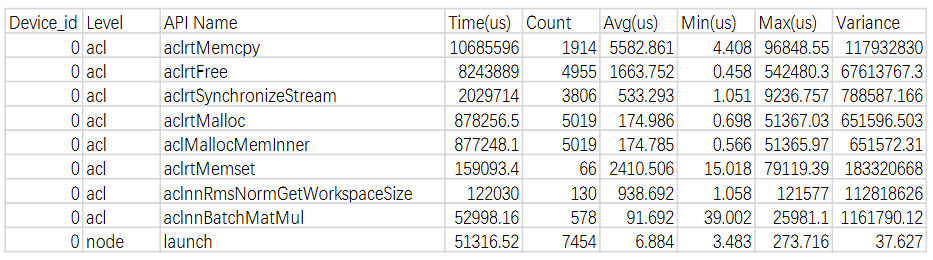 Device_id Level API Name Time(us) Count Avg(us) Min(us) Max(us) Variance
0 acl aclrtMemcpy 10685596 1914 5582.861 4.408 96848.55 117932830
0 acl aclrtFree 8243889 4955 1663.752 0.458 542480.3 67613767.3
0 acl aclrtSynchronizeStream 2029714 3806 533.293 1.051 9236.757 788587.166
0 acl aclrtMalloc 878256.5 5019 174.986 0.698 51367.03 651596.503
0 acl aclMallocMemInner 877248.1 5019 174.785 0.566 51365.97 651572.31
0 acl aclrtMemset 159093.4 66 2410.506 15.018 79119.39 183320668
0 acl aclnnRmsNormGetWorkspaceSize 122030 130 938.692 1.058 121577 112818626
0 acl aclnnBatchMatMul 52998.16 578 91.692 39.002 25981.1 1161790.12
0 node launch 51316.52 7454 6.884 3.483 273.716 37.627